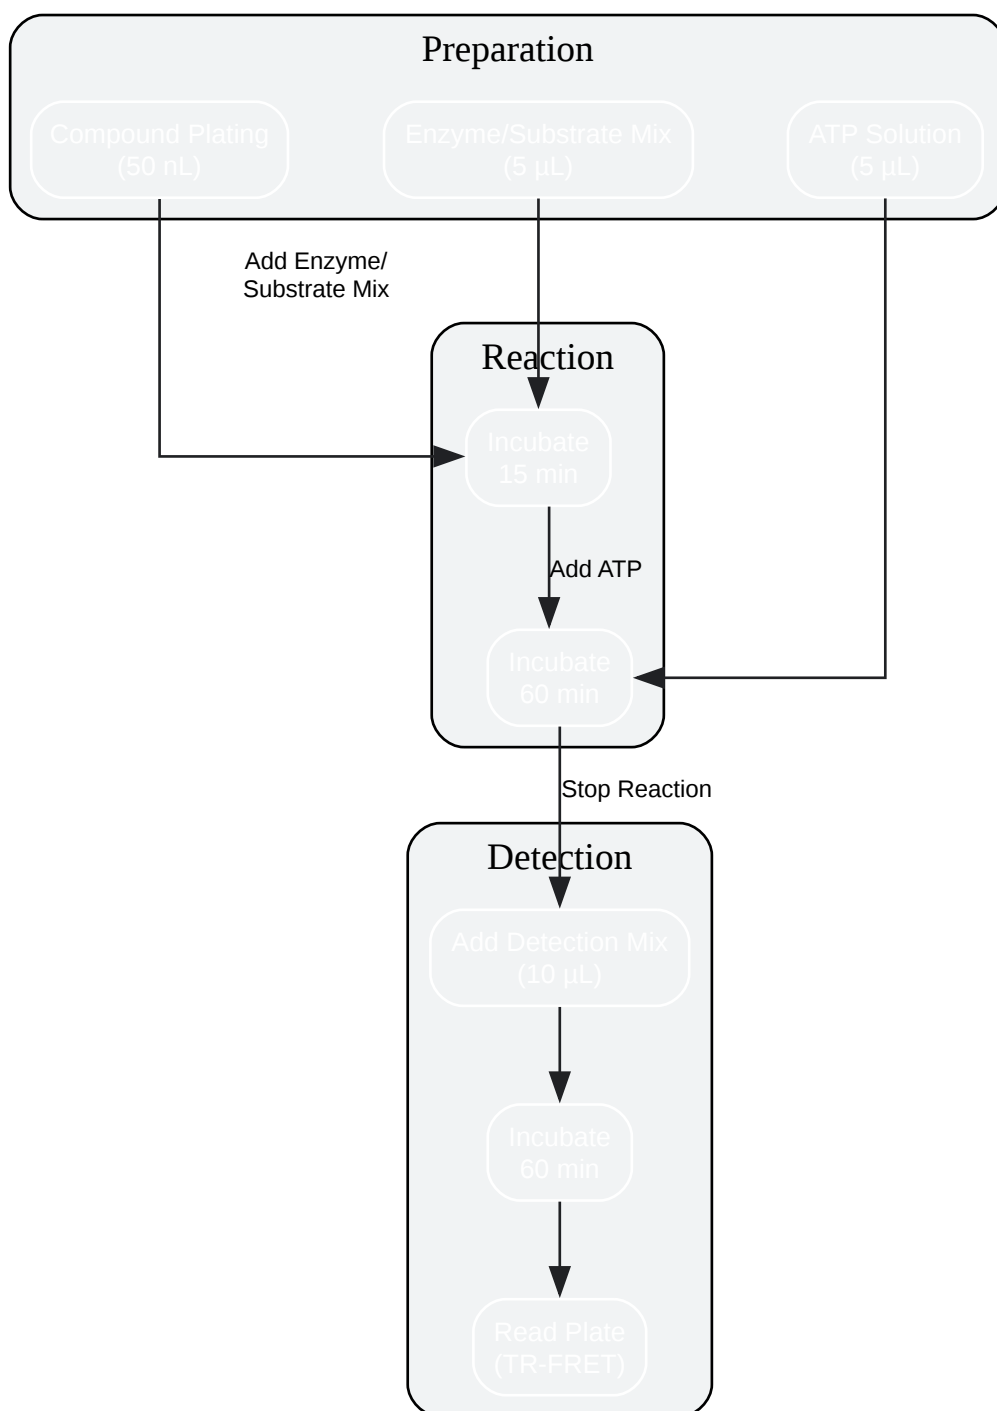 Preparation
Compound Plating
(50 nL)
Enzyme/Substrate Mix
(5 µL)
ATP Solution
(5 µL)
Add Enzyme/
Substrate Mix
Reaction
Incubate
15 min
Add ATP
Incubate
60 min
Stop Reaction
Detection
Add Detection Mix
(10 µL)
Incubate
60 min
Read Plate
(TR-FRET)